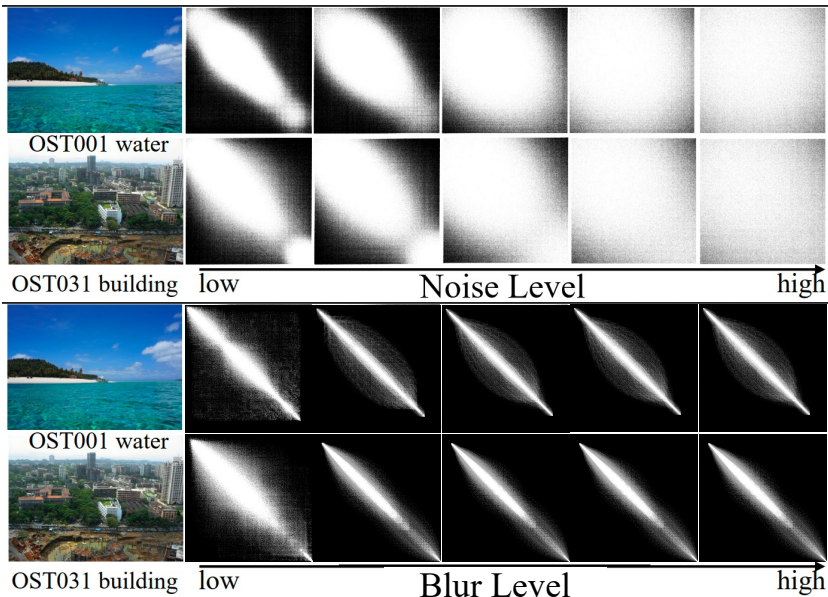 OST001 water
OST031 building
low
Noise Level
high
OST001 water
OST031 building
low
Blur Level
high